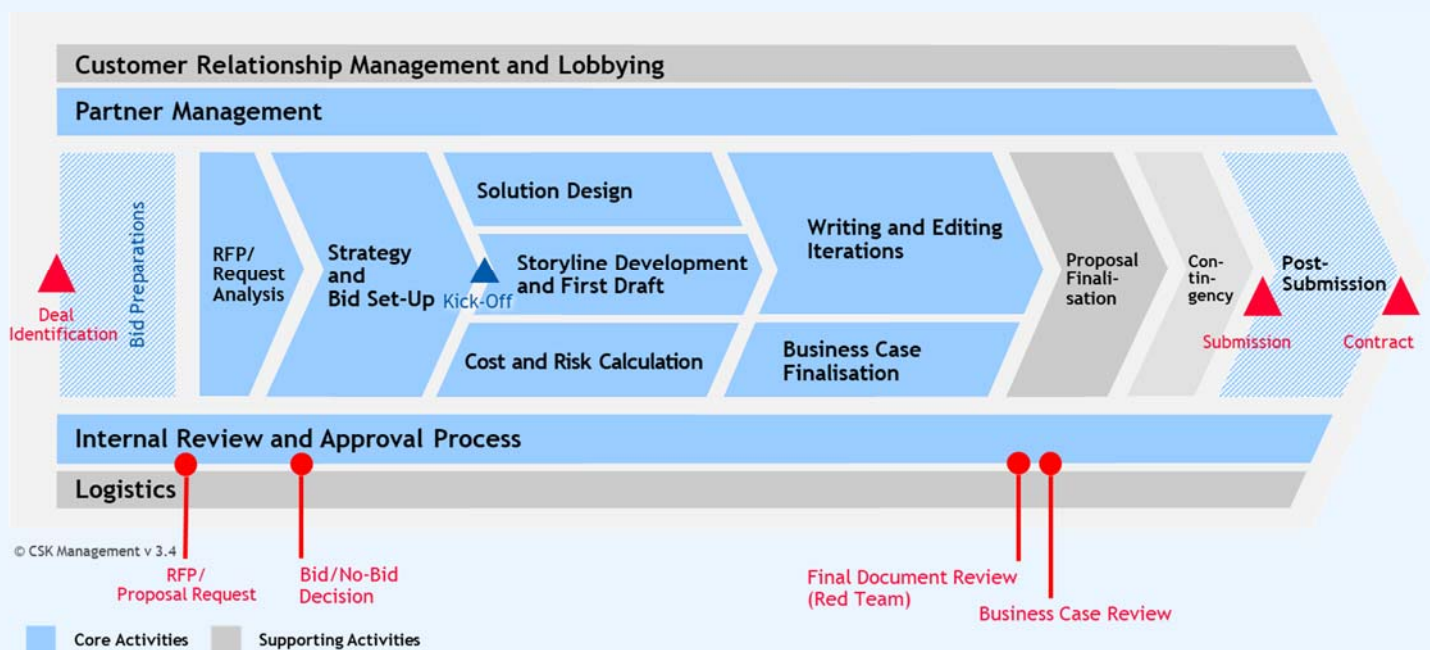 Customer Relationship Management and Lobbying
Partner Management
Deal
Identification
Bid Preparations
RFP/
Request
Analysis
Strategy
and
Bid Set-Up
Kick-Off
Solution Design
Storyline Development
and First Draft
Cost and Risk Calculation
Writing and Editing
Iterations
Business Case
Finalisation
Proposal
Finali-
sation
Con-
tin-
gency
Submission
Post-
Submission
Contract
Internal Review and Approval Process
Logistics
© CSK Management v 3.4
RFP/
Proposal Request
Bid/No-Bid
Decision
Final Document Review
(Red Team)
Business Case Review
Core Activities
Supporting Activities